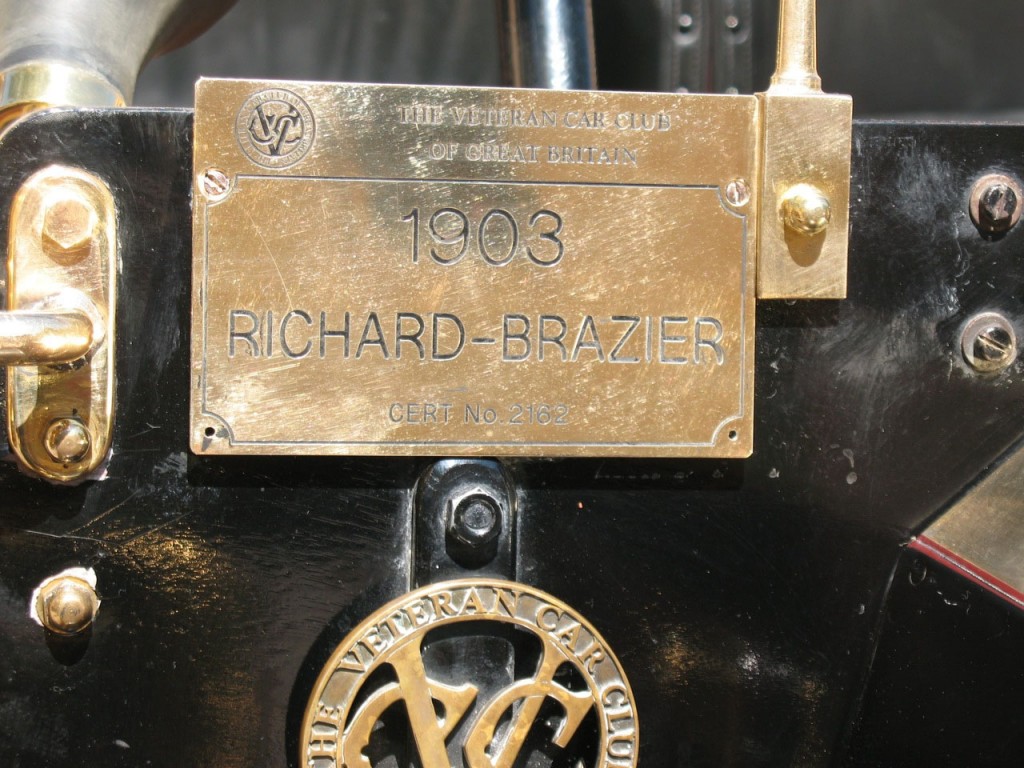 THE VETERAN CAR CLUB
OF GREAT BRITAIN
1903
RICHARD-BRAZIER
CERT No. 2162
THE VETERAN CAR CLUB
VCC